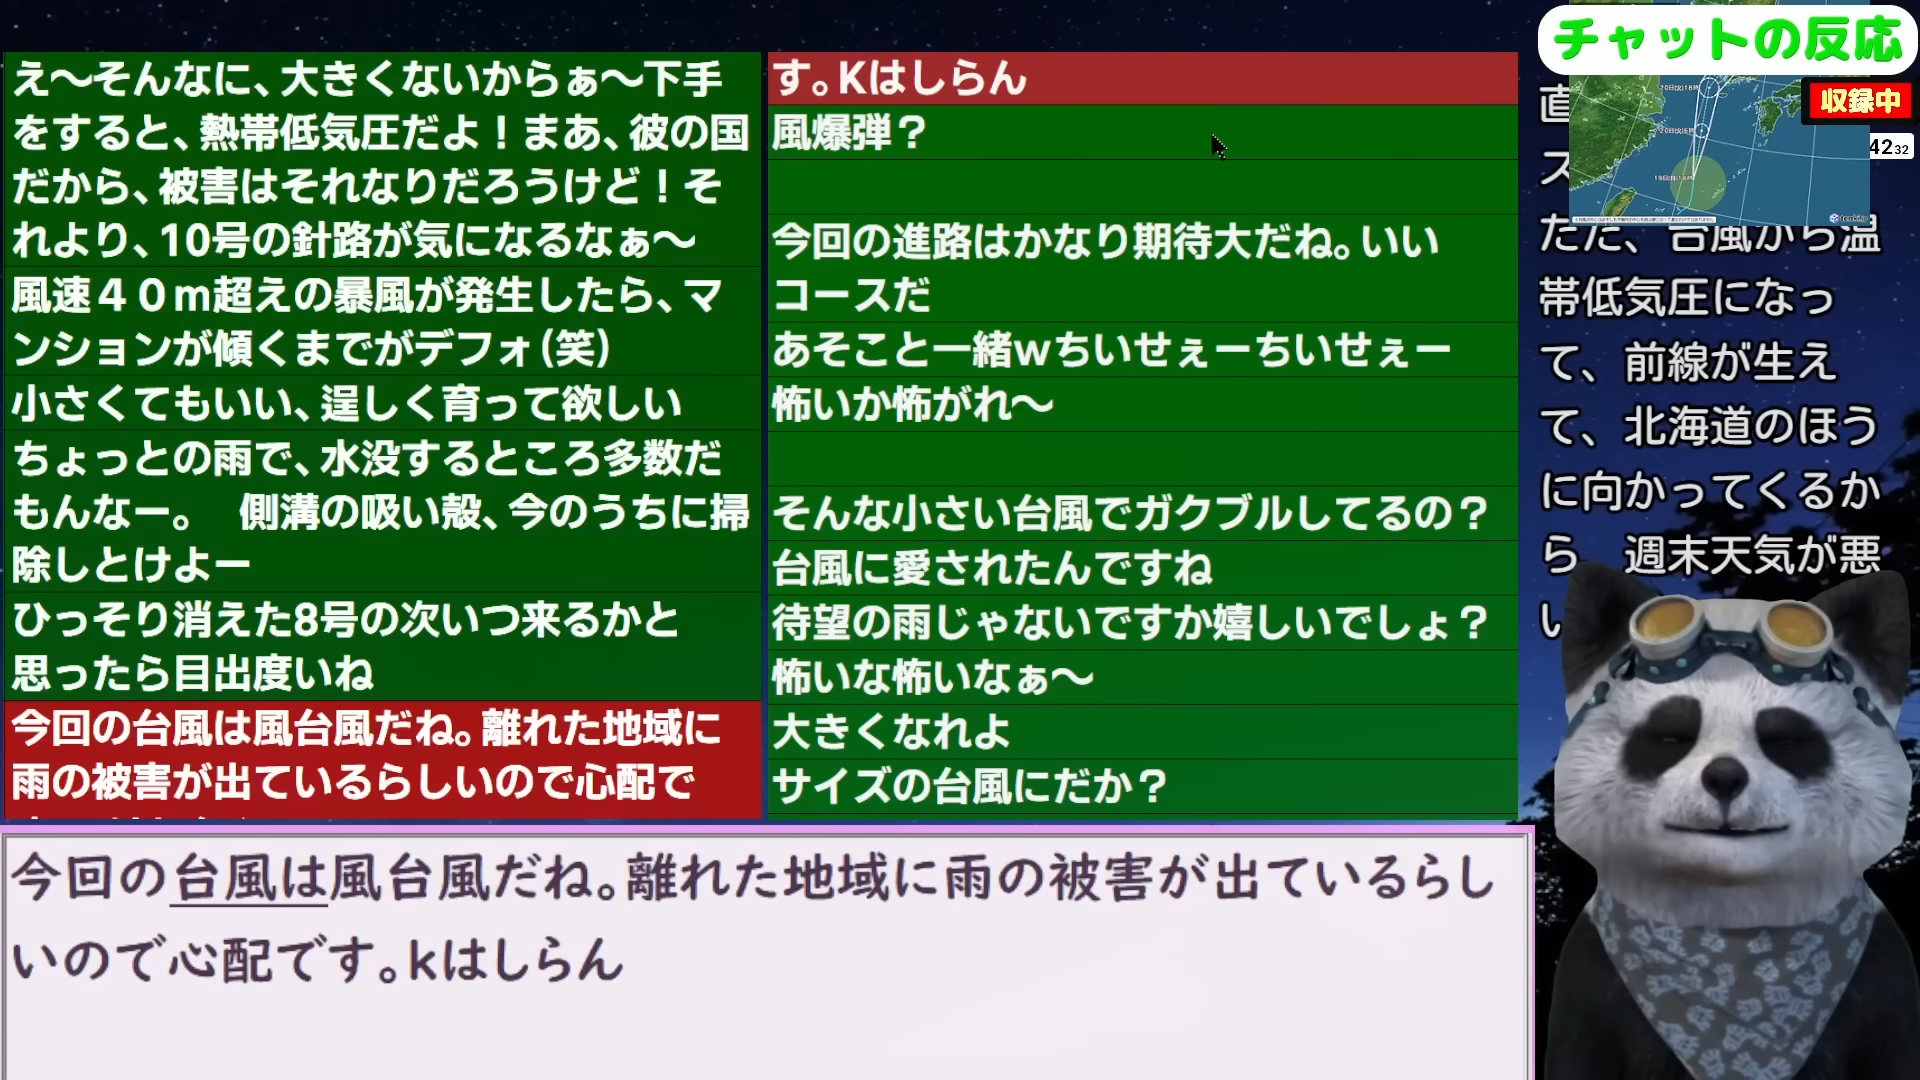 え〜そんなに、大きくないからぁ〜下手
をすると、熱帯低気圧だよ！まあ、彼の国
だから、被害はそれなりだろうけど！そ
れより、10号の針路が気になるなぁ〜
風速４０ｍ超えの暴風が発生したら、マ
ンションが傾くまでがデフォ(笑)
小さくてもいい、逞しく育って欲しい
ちょっとの雨で、水没するところ多数だ
もんなー。　側溝の吸い殻、今のうちに掃
除しとけよー
ひっそり消えた8号の次いつ来るかと
思ったら目出度いね
今回の台風は風台風だね。離れた地域に
雨の被害が出ているらしいので心配で
す。Kはしらん
風爆弾？
今回の進路はかなり期待大だね。いい
コースだ
あそこと一緒ｗちいせぇーちいせぇー
怖いか怖がれ〜
そんな小さい台風でガクブルしてるの？
台風に愛されたんですね
待望の雨じゃないですか嬉しいでしょ？
怖いな怖いなぁ〜
大きくなれよ
サイズの台風にだか？
チャットの反応
収録中
4232
直
ス
ただ、台風から温
帯低気圧になっ
て、前線が生え
て、北海道のほう
に向かってくるか
ら　週末天気が悪
い
今回の台風は風台風だね。離れた地域に雨の被害が出ているらし
いので心配です。kはしらん